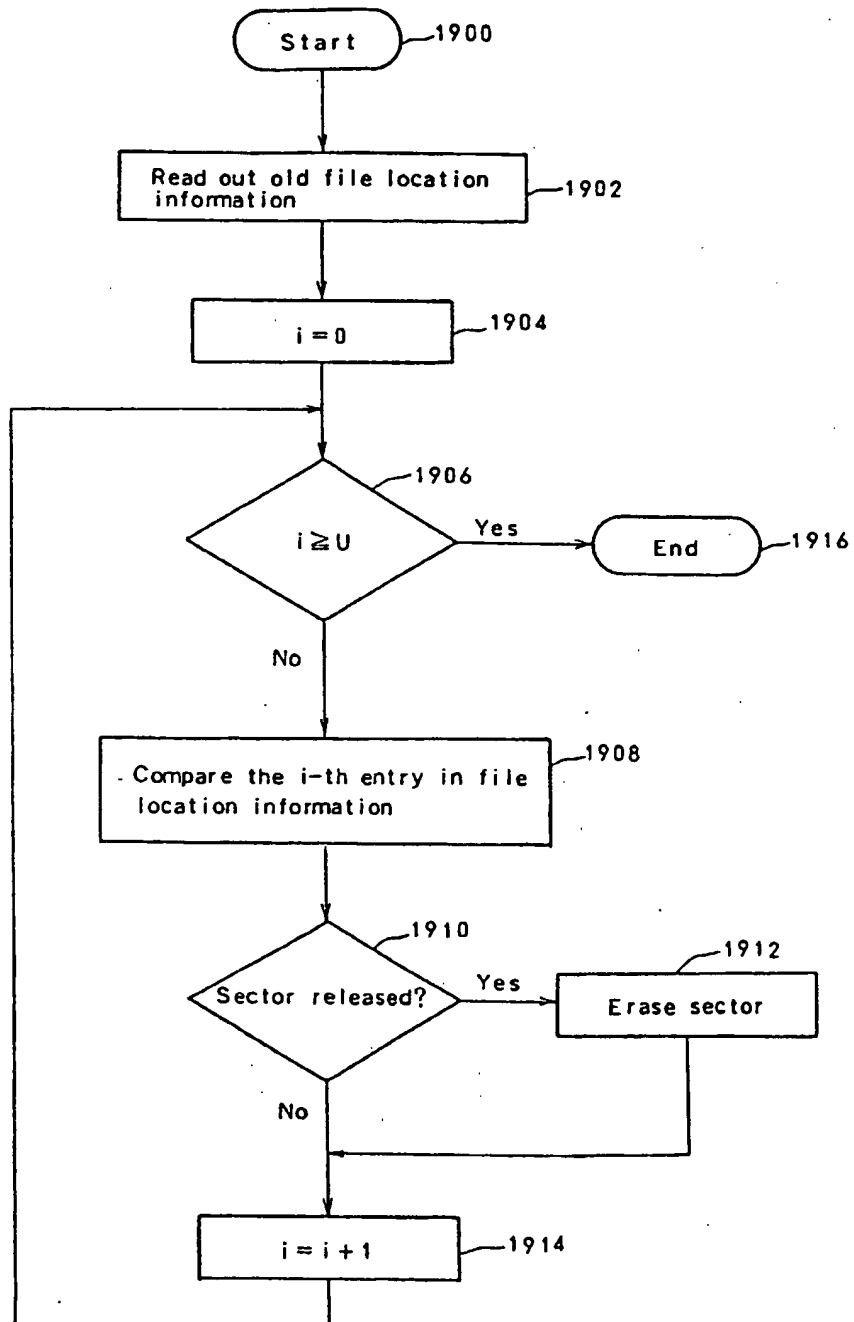 Start
1900
Read out old file location
information
1902
i=0
1904
1906
i≧U
Yes
End
1916
No
Compare the i-th entry in file
location information
1908
1910
Sector released?
Yes
1912
Erase sector
No
i=i+1
1914